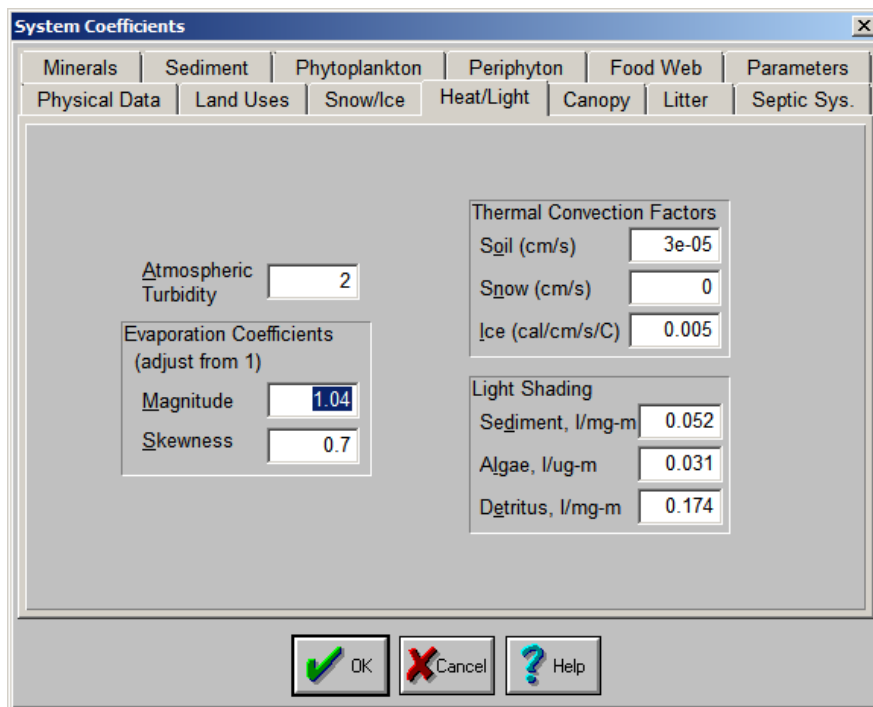 System Coefficients
Minerals Sediment Phytoplankton Periphyton Food Web Parameters
Physical Data Land Uses Snow/Ice Heat/Light Canopy Litter Septic Sys.
Atmospheric
Turbidity 2
Evaporation Coefficients
(adjust from 1)
Magnitude 1.04
Skewness 0.7
Thermal Convection Factors
Soil (cm/s) 3e-05
Snow (cm/s) 0
Ice (cal/cm/s/C) 0.005
Light Shading
Sediment, l/mg-m 0.052
Algae, l/ug-m 0.031
Detritus, l/mg-m 0.174
OK Cancel Help